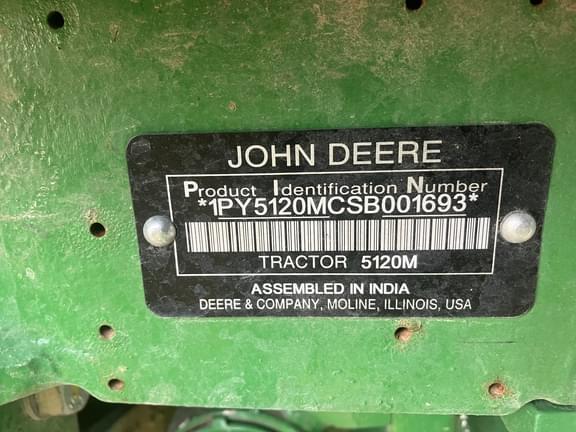 JOHN DEERE
Product Identification Number
*1PY5120MCSB001693*
TRACTOR 5120M
ASSEMBLED IN INDIA
DEERE & COMPANY, MOLINE, ILLINOIS, USA